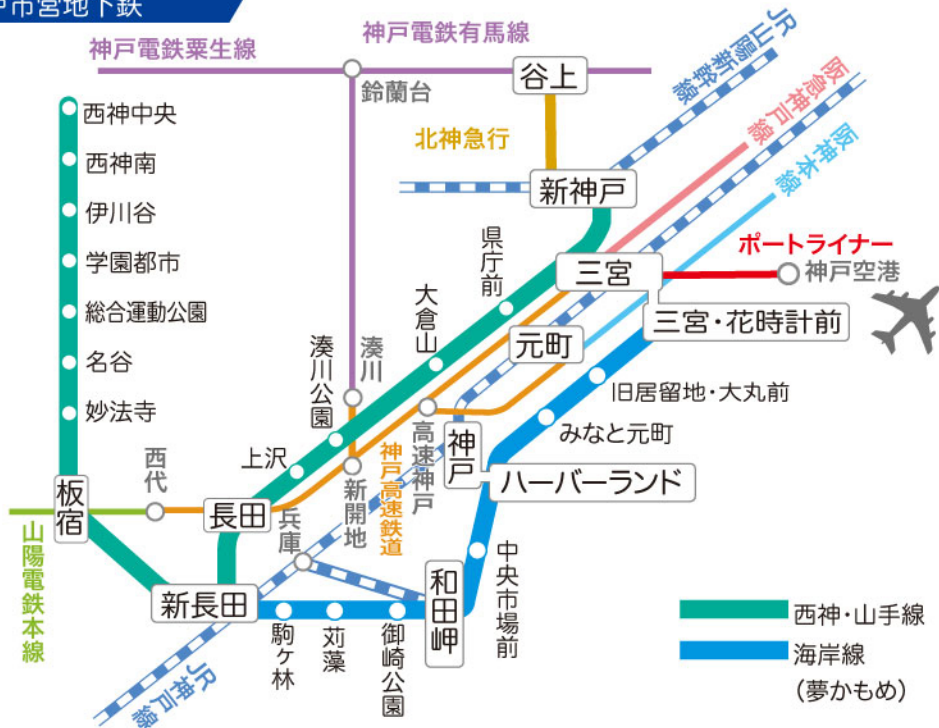 市営地下鉄
神戸電鉄粟生線
神戸電鉄有馬線
JR山陽新幹線
谷上
鈴蘭台
阪急神戸線
西神中央
北神急行
阪神本線
西神南
新神戸
伊川谷
県庁前
ポートライナー
学園都市
三宮
神戸空港
大倉山
総合運動公園
三宮・花時計前
湊川公園
湊川
元町
名谷
旧居留地・大丸前
妙法寺
みなと元町
上沢
高速神戸
神戸
西代
神戸高速鉄道
ハーバーランド
板宿
新開地
長田
兵庫
山陽電鉄本線
中央市場前
和田岬
新長田
西神・山手線
駒ヶ林
苅藻
御崎公園
海岸線
JR神戸線
(夢かもめ)